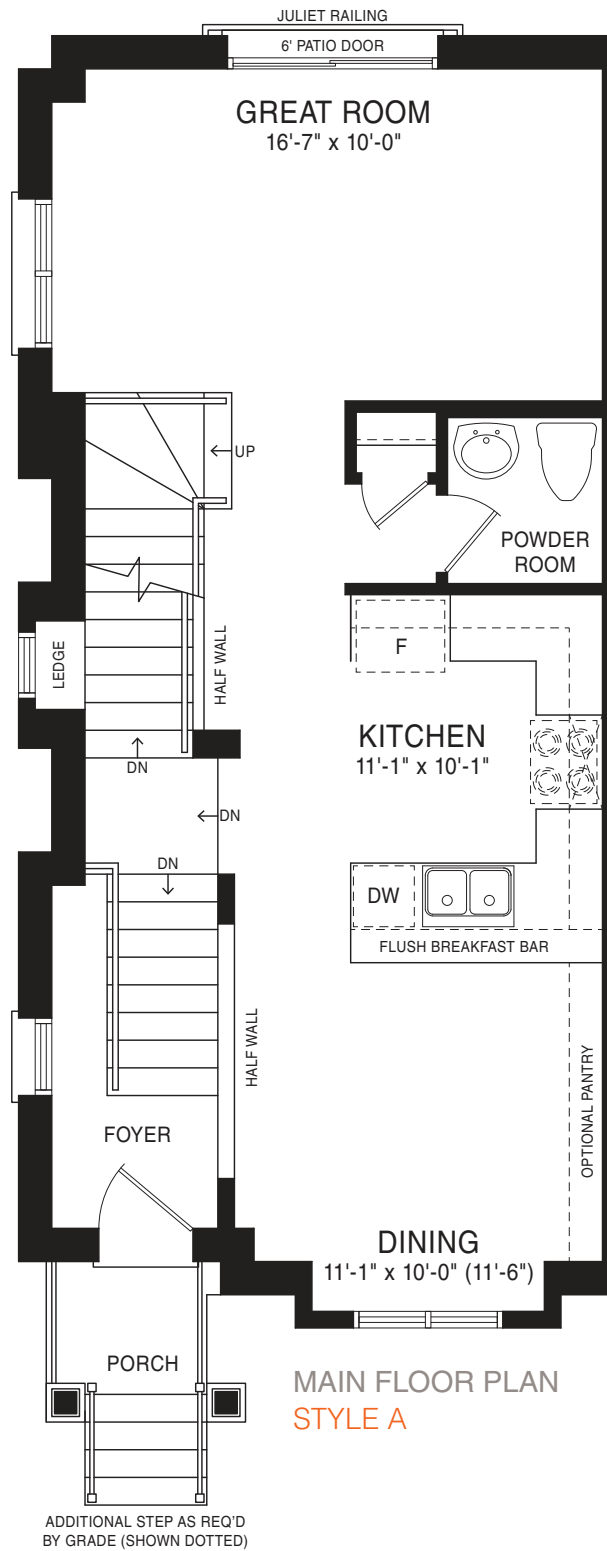 JULIET RAILING
6' PATIO DOOR
GREAT ROOM
16'-7" x 10'-0"
UP
POWDER
ROOM
LEDGE
HALF WALL
F
KITCHEN
11'-1" x 10'-1"
DN
DN
DN
DW
FLUSH BREAKFAST BAR
HALF WALL
OPTIONAL PANTRY
FOYER
DINING
11'-1" x 10'-0" (11'-6")
PORCH
MAIN FLOOR PLAN
STYLE A
ADDITIONAL STEP AS REQ'D
BY GRADE (SHOWN DOTTED)